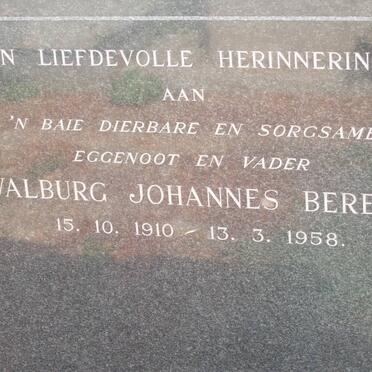 N LIEFDEVOLLE HERINNERIN
AAN
'N BAIE DIERBARE EN SORGSAME
EGGENOOT EN VADER
WALBURG JOHANNES BERE
15. 10. 1910 - 13. 3. 1958.